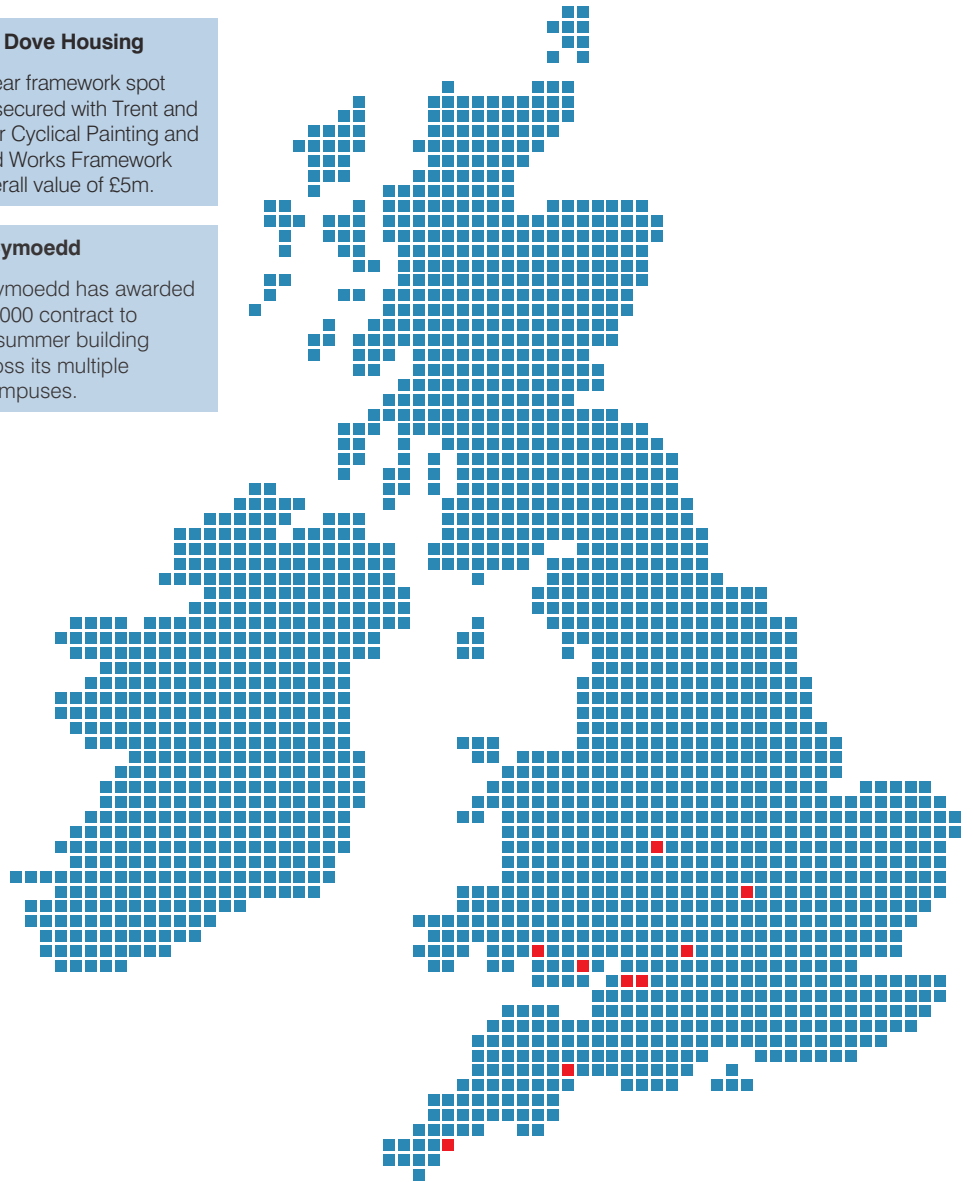 Dove Housing
ear framework spot
secured with Trent and
r Cyclical Painting and
d Works Framework
erall value of £5m.
ymoedd
ymoedd has awarded
000 contract to
summer building
oss its multiple
mpuses.